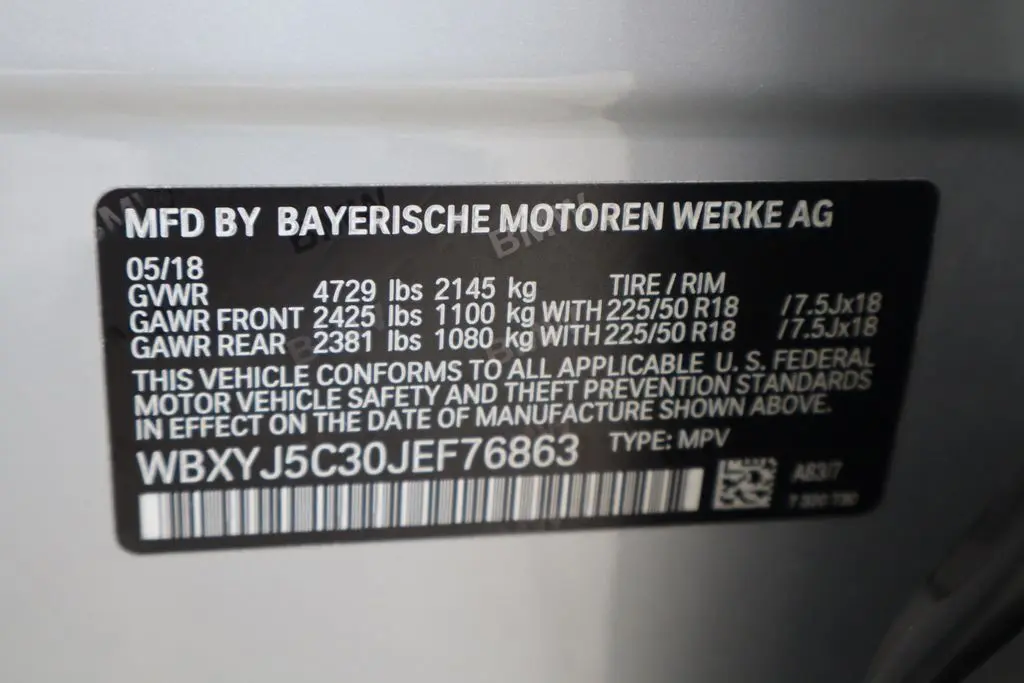 MFD BY BAYERISCHE MOTOREN WERKE AG
05/18
GVWR 4729 lbs 2145 kg TIRE / RIM
GAWR FRONT 2425 lbs 1100 kg WITH 225/50 R18 /7.5Jx18
GAWR REAR 2381 lbs 1080 kg WITH 225/50 R18 /7.5Jx18
THIS VEHICLE CONFORMS TO ALL APPLICABLE U. S. FEDERAL
MOTOR VEHICLE SAFETY AND THEFT PREVENTION STANDARDS
IN EFFECT ON THE DATE OF MANUFACTURE SHOWN ABOVE.
WBXYJ5C30JEF76863 TYPE: MPV
A83/7